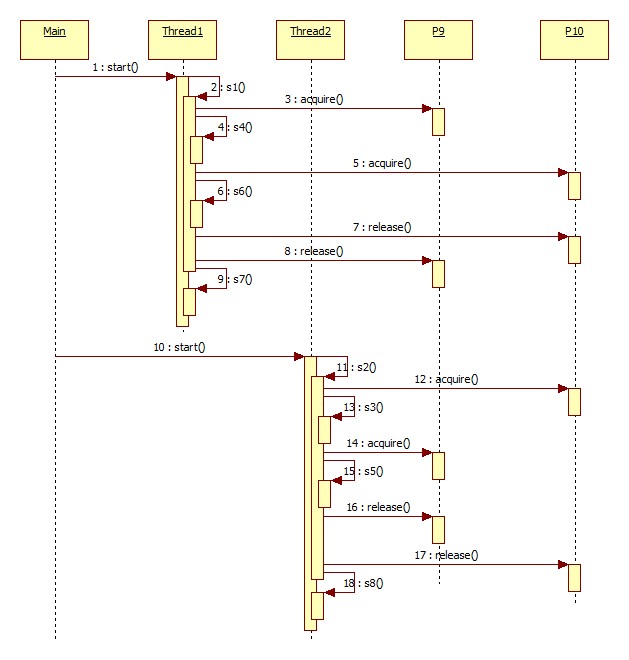 Main
Thread1
Thread2
P9
P10
1 : start()
2 : s1()
3 : acquire()
4 : s4()
5 : acquire()
6 : s6()
7 : release()
8 : release()
9 : s7()
10 : start()
11 : s2()
12 : acquire()
13 : s3()
14 : acquire()
15 : s5()
16 : release()
17 : release()
18 : s8()